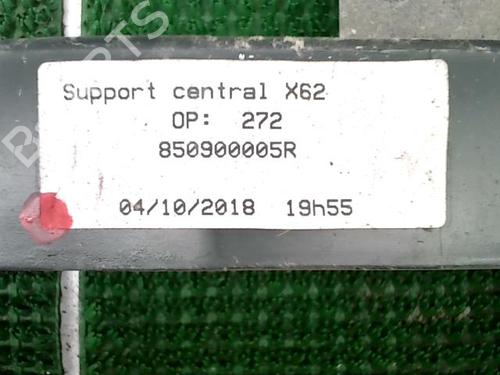 Support central X62
OP: 272
850900005R
04/10/2018 19h55